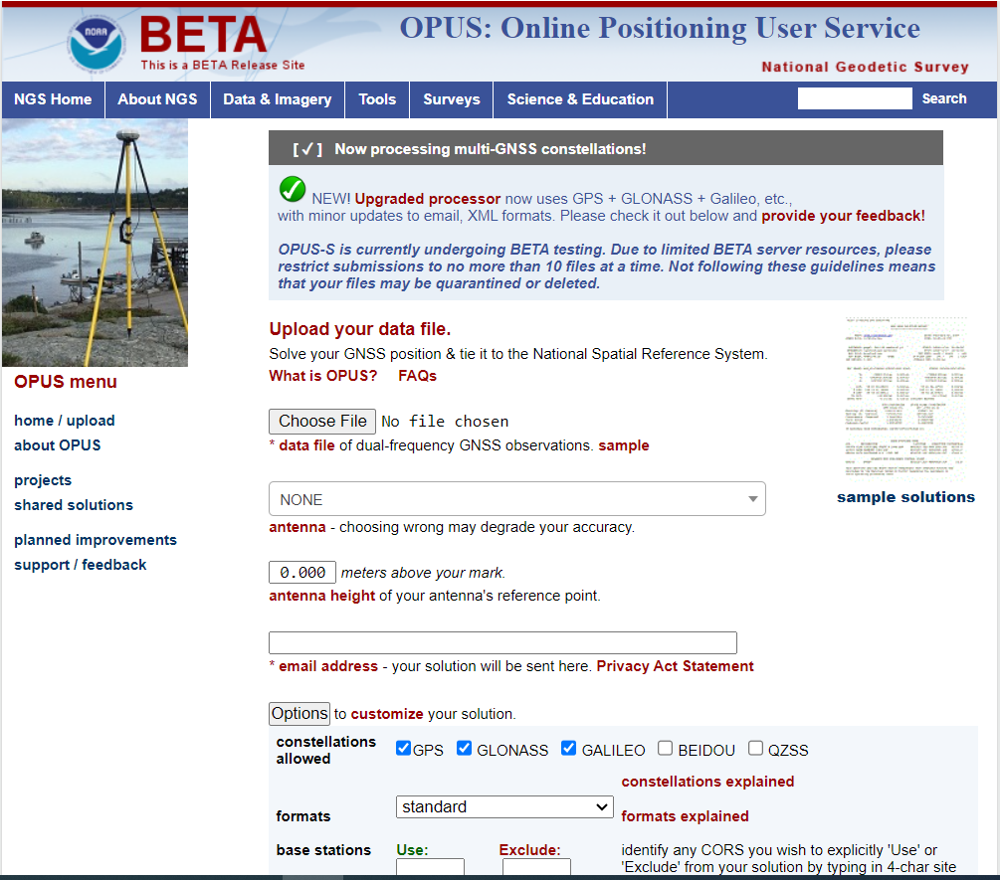 NOAA
BETA
This is a BETA Release Site
OPUS: Online Positioning User Service
National Geodetic Survey
NGS Home About NGS Data & Imagery Tools Surveys Science & Education Search
[ ✓ ] Now processing multi-GNSS constellations!
NEW! Upgraded processor now uses GPS + GLONASS + Galileo, etc.,
with minor updates to email, XML formats. Please check it out below and provide your feedback!
OPUS-S is currently undergoing BETA testing. Due to limited BETA server resources, please
restrict submissions to no more than 10 files at a time. Not following these guidelines means
that your files may be quarantined or deleted.
OPUS menu
home / upload
about OPUS
projects
shared solutions
planned improvements
support / feedback
Upload your data file.
Solve your GNSS position & tie it to the National Spatial Reference System.
What is OPUS? FAQs
Choose File No file chosen
* data file of dual-frequency GNSS observations. sample
NONE
antenna - choosing wrong may degrade your accuracy.
0.000 meters above your mark.
antenna height of your antenna's reference point.
* email address - your solution will be sent here. Privacy Act Statement
sample solutions
Options to customize your solution.
constellations
allowed
GPS GLONASS GALILEO BEIDOU QZSS
constellations explained
formats standard formats explained
base stations Use: Exclude: identify any CORS you wish to explicitly 'Use' or
'Exclude' from your solution by typing in 4-char site